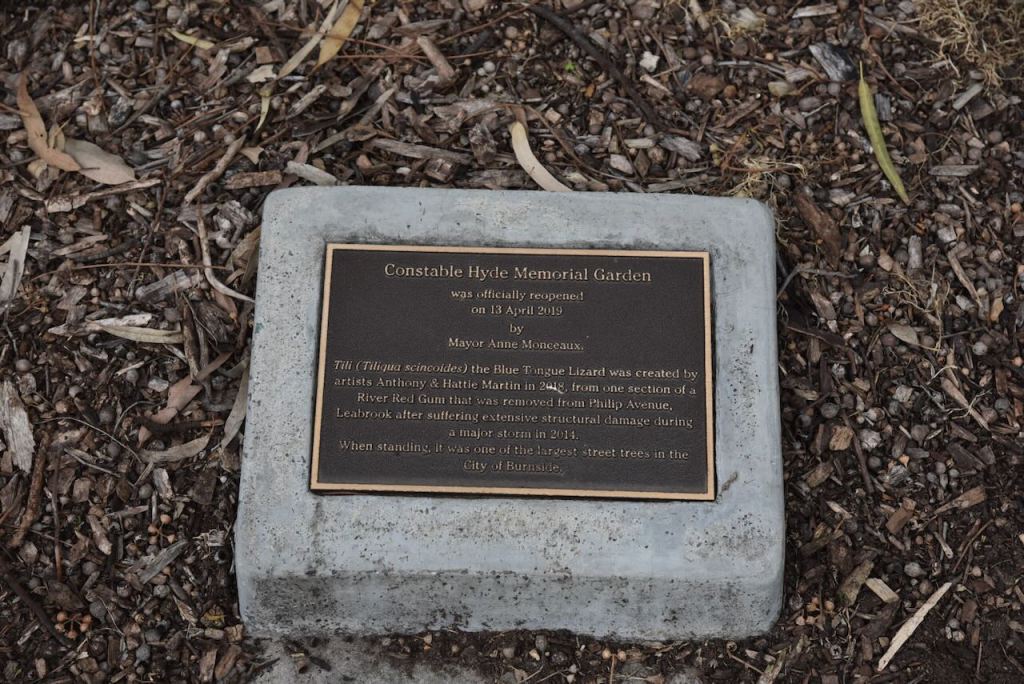 Constable Hyde Memorial Garden
was officially reopened
on 13 April 2019
by
Mayor Anne Monceaux.
Tili (Tiliqua scincoides) the Blue Tongue Lizard was created by
artists Anthony & Hattie Martin in 2018, from one section of a
River Red Gum that was removed from Philip Avenue,
Leabrook after suffering extensive structural damage during
a major storm in 2014.
When standing, it was one of the largest street trees in the
City of Burnside.